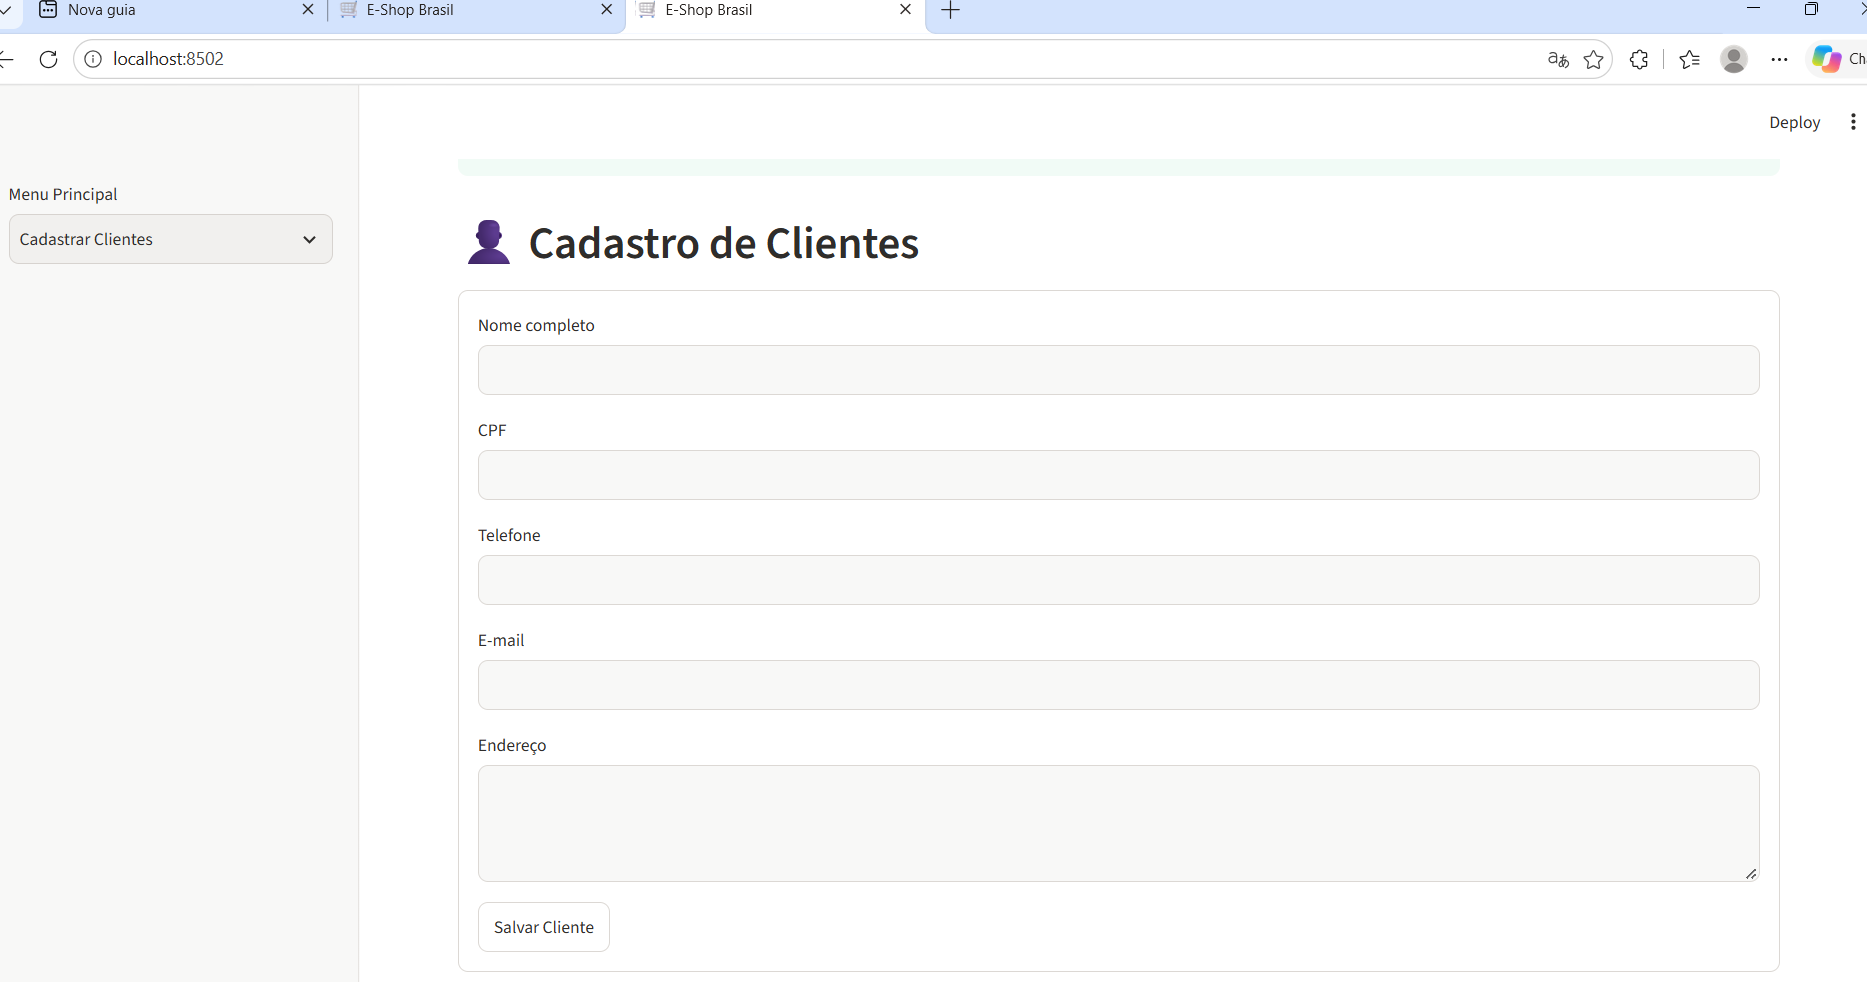 Nova guia
E-Shop Brasil
E-Shop Brasil
localhost:8502
Deploy
Menu Principal
Cadastrar Clientes
Cadastro de Clientes
Nome completo
CPF
Telefone
E-mail
Endereço
Salvar Cliente